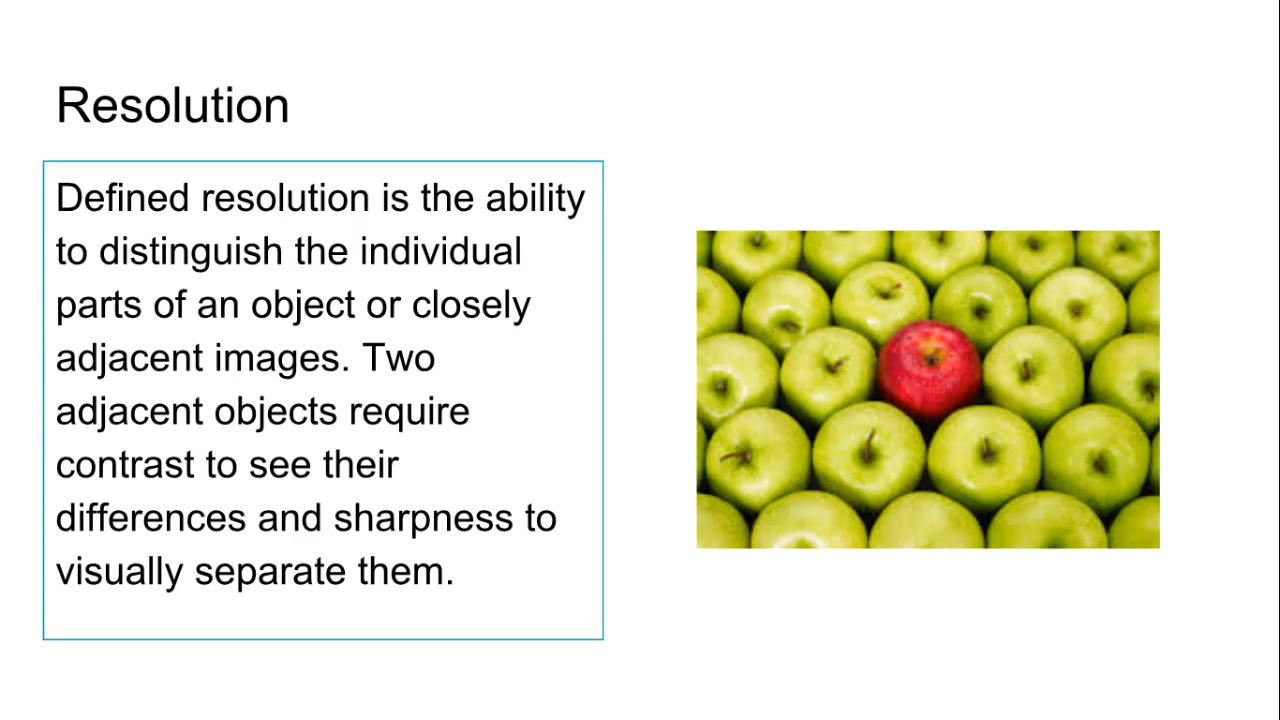 Resolution
Defined resolution is the ability
to distinguish the individual
parts of an object or closely
adjacent images. Two
adjacent objects require
contrast to see their
differences and sharpness to
visually separate them.